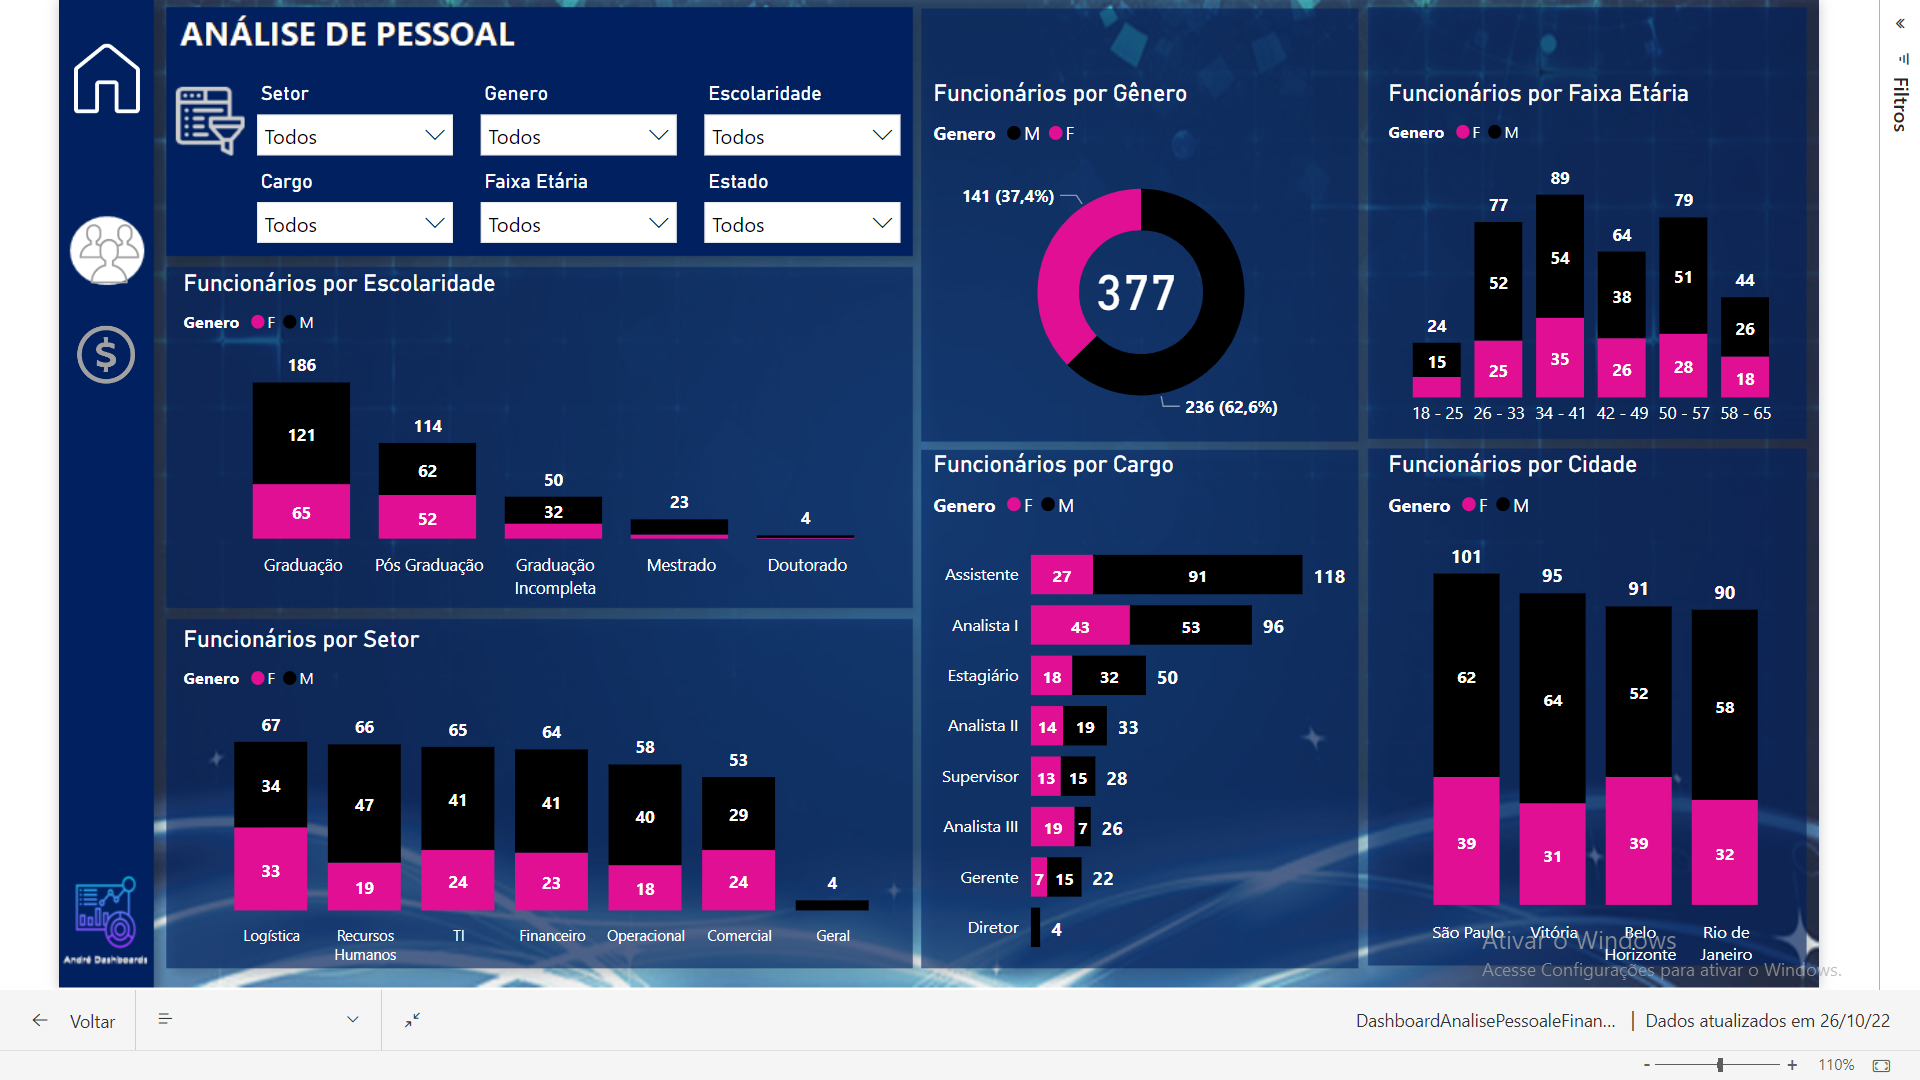 ANÁLISE DE PESSOAL
Setor
Todos
Genero
Todos
Escolaridade
Todos
Cargo
Todos
Faixa Etária
Todos
Estado
Todos
Funcionários por Escolaridade
Genero F M
186
121
65
114
62
52
50
32
23
4
Graduação
Pós Graduação
Graduação
Incompleta
Mestrado
Doutorado
Funcionários por Setor
Genero F M
67
34
33
66
47
19
65
41
24
64
41
23
58
40
18
53
29
24
4
Logística
Recursos
Humanos
TI
Financeiro
Operacional
Comercial
Geral
Funcionários por Gênero
Genero M F
141 (37,4%)
377
236 (62,6%)
Funcionários por Cargo
Genero F M
Assistente 27 91 118
Analista I 43 53 96
Estagiário 18 32 50
Analista II 14 19 33
Supervisor 13 15 28
Analista III 19 7 26
Gerente 7 15 22
Diretor 4
Funcionários por Faixa Etária
Genero F M
24
15
77
52
25
89
54
35
64
38
26
79
51
28
44
26
18
18 - 25 26 - 33 34 - 41 42 - 49 50 - 57 58 - 65
Funcionários por Cidade
Genero F M
101
62
39
95
64
31
91
52
39
90
58
32
São Paulo
Vitória
Belo
Horizonte
Rio de
Janeiro
Ativar o Windows
Acesse Configurações para ativar o Windows.
André Dashboards
Filtros
Voltar
DashboardAnalisePessoaleFinan... | Dados atualizados em 26/10/22
- + 110%